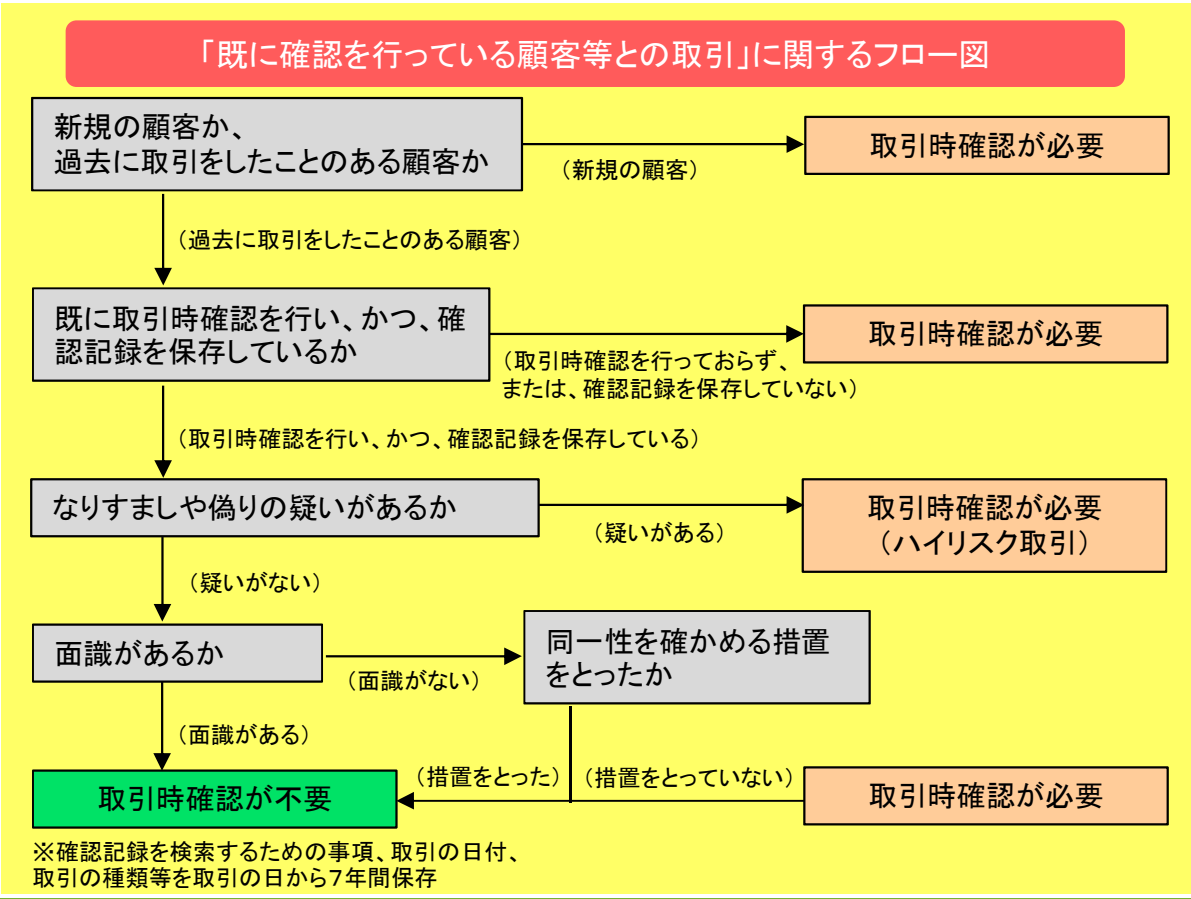 「既に確認を行っている顧客等との取引」に関するフロー図
新規の顧客か、
過去に取引をしたことのある顧客か
（新規の顧客）
取引時確認が必要
（過去に取引をしたことのある顧客）
既に取引時確認を行い、かつ、確
認記録を保存しているか
（取引時確認を行っておらず、
または、確認記録を保存していない）
取引時確認が必要
（取引時確認を行い、かつ、確認記録を保存している）
なりすましや偽りの疑いがあるか
（疑いがある）
取引時確認が必要
（ハイリスク取引）
（疑いがない）
面識があるか
（面識がない）
同一性を確かめる措置
をとったか
（面識がある）
取引時確認が不要
（措置をとった）
（措置をとっていない）
取引時確認が必要
※確認記録を検索するための事項、取引の日付、
取引の種類等を取引の日から7年間保存